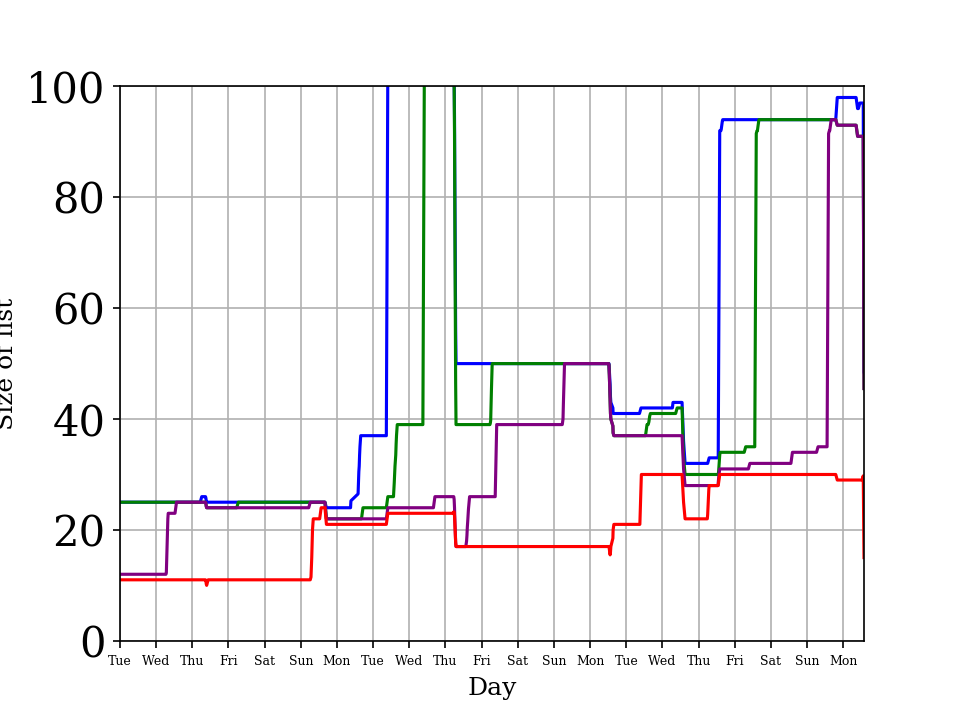 100
80
60
40
20
0
Size of list
Tue Wed Thu Fri Sat Sun Mon Tue Wed Thu Fri Sat Sun Mon Tue Wed Thu Fri Sat Sun Mon
Day